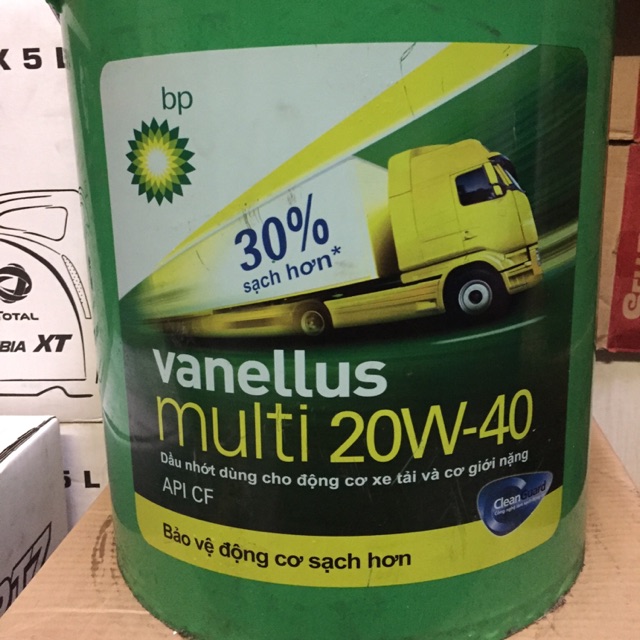 X 5 L
bp
30%
sạch hơn*
TOTAL
BIA XT
vanellus
multi 20W-40
Dầu nhớt dùng cho động cơ xe tải và cơ giới nặng
API CF
Clean Guard
5 L
Bảo vệ động cơ sạch hơn